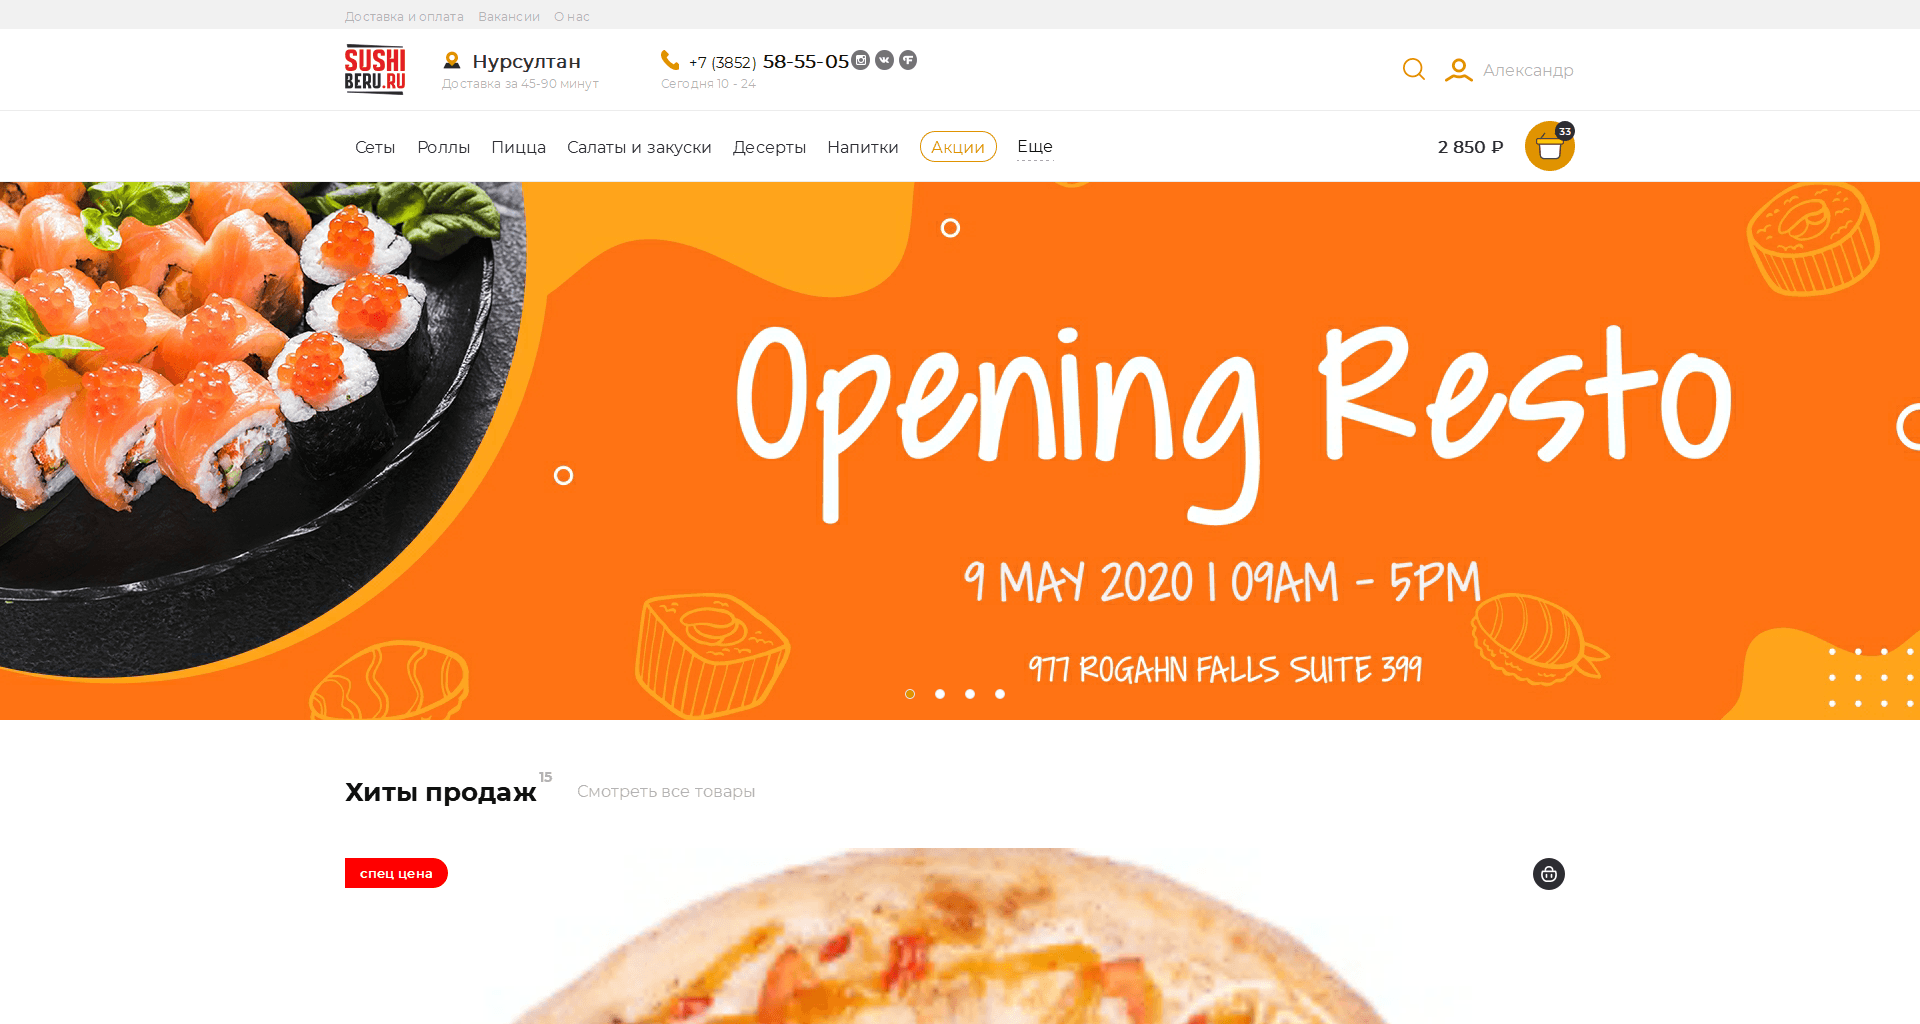 Доставка и оплата Вакансии О нас
SUSHI
BERU.RU
Нурсултан
Доставка за 45-90 минут
+7 (3852) 58-55-05
Сегодня 10 - 24
Александр
Сеты Роллы Пицца Салаты и закуски Десерты Напитки Акции Еще
2 850 ₽
33
Opening Resto
9 MAY 2020 | 09AM - 5PM
977 ROGAHN FALLS SUITE 399
Хиты продаж 15 Смотреть все товары
спец цена